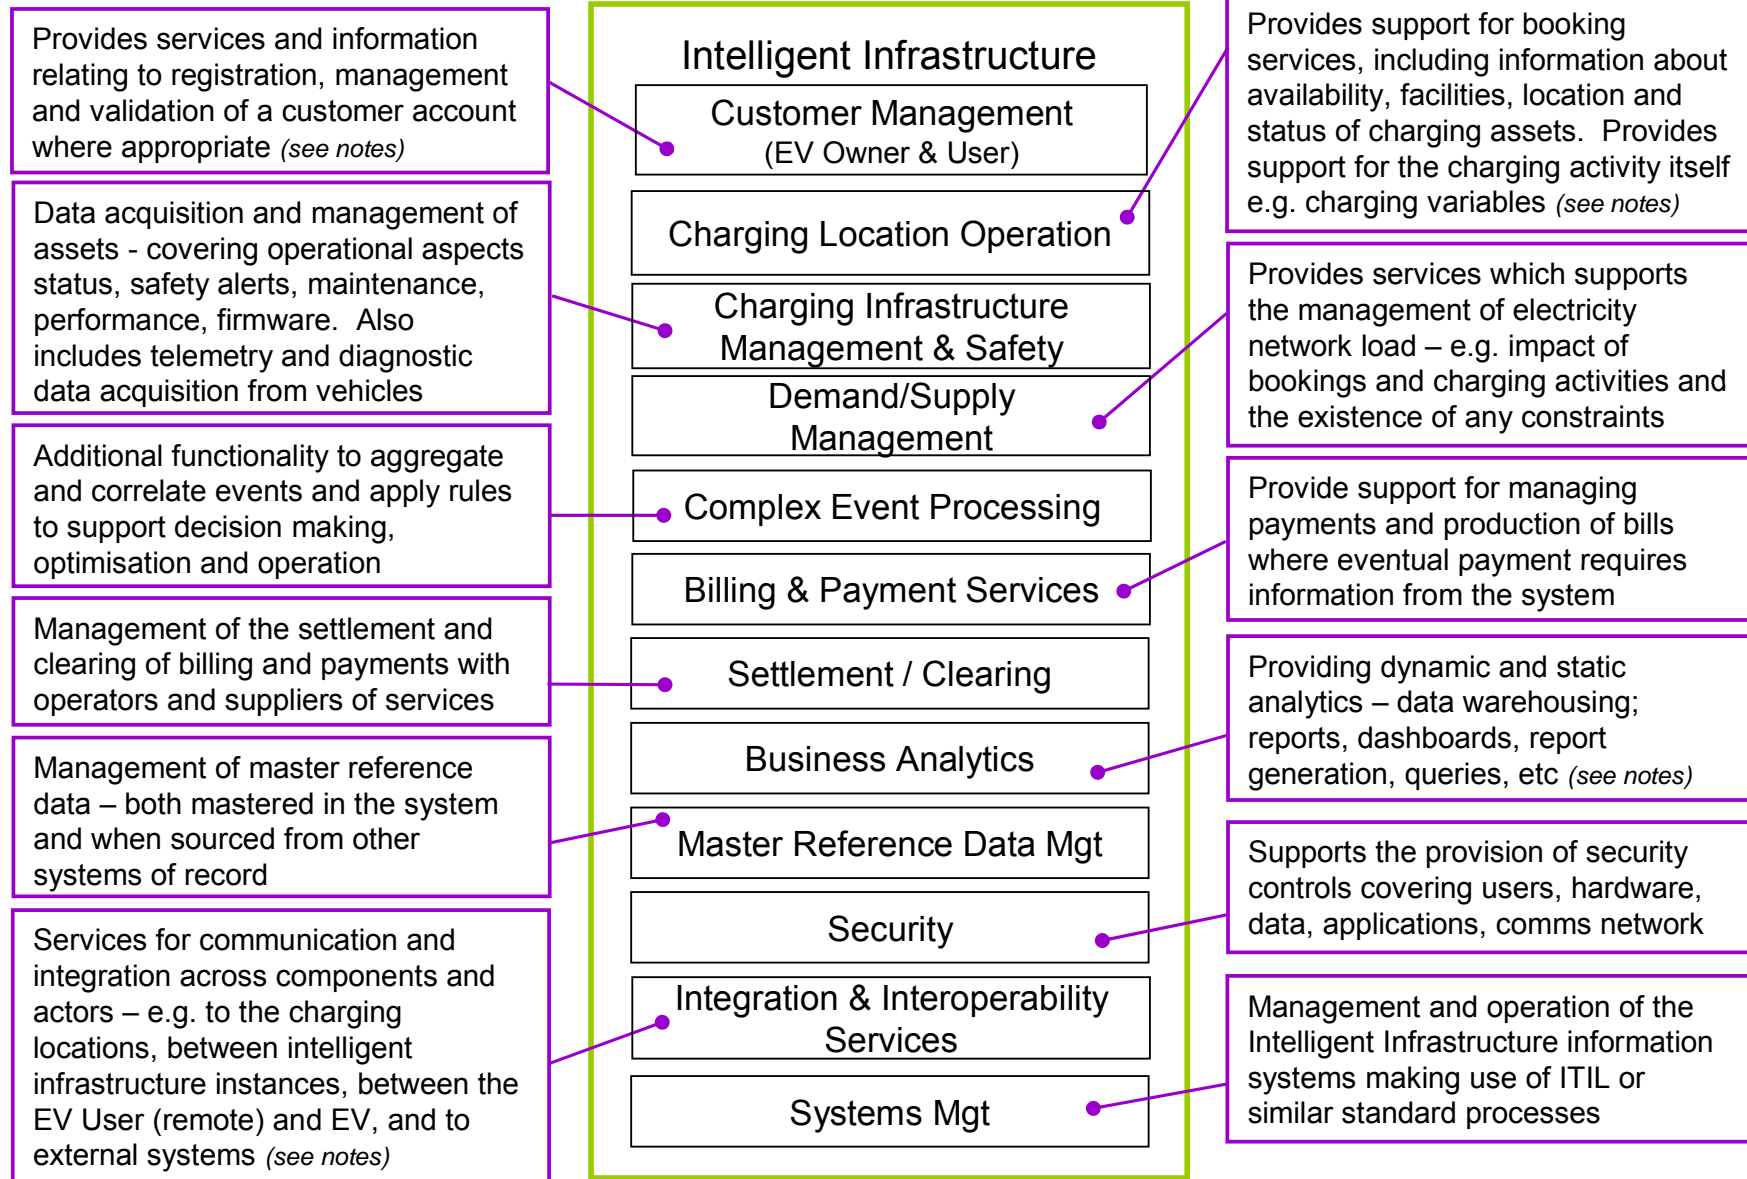 Provides services and information
relating to registration, management
and validation of a customer account
where appropriate (see notes)
Data acquisition and management of
assets - covering operational aspects
status, safety alerts, maintenance,
performance, firmware.  Also
includes telemetry and diagnostic
data acquisition from vehicles
Additional functionality to aggregate
and correlate events and apply rules
to support decision making,
optimisation and operation
Management of the settlement and
clearing of billing and payments with
operators and suppliers of services
Management of master reference
data – both mastered in the system
and when sourced from other
systems of record
Services for communication and
integration across components and
actors – e.g. to the charging
locations, between intelligent
infrastructure instances, between the
EV User (remote) and EV, and to
external systems (see notes)
Intelligent Infrastructure
Customer Management
(EV Owner & User)
Charging Location Operation
Charging Infrastructure
Management & Safety
Demand/Supply
Management
Complex Event Processing
Billing & Payment Services
Settlement / Clearing
Business Analytics
Master Reference Data Mgt
Security
Integration & Interoperability
Services
Systems Mgt
Provides support for booking
services, including information about
availability, facilities, location and
status of charging assets.  Provides
support for the charging activity itself
e.g. charging variables (see notes)
Provides services which supports
the management of electricity
network load – e.g. impact of
bookings and charging activities and
the existence of any constraints
Provide support for managing
payments and production of bills
where eventual payment requires
information from the system
Providing dynamic and static
analytics – data warehousing;
reports, dashboards, report
generation, queries, etc (see notes)
Supports the provision of security
controls covering users, hardware,
data, applications, comms network
Management and operation of the
Intelligent Infrastructure information
systems making use of ITIL or
similar standard processes